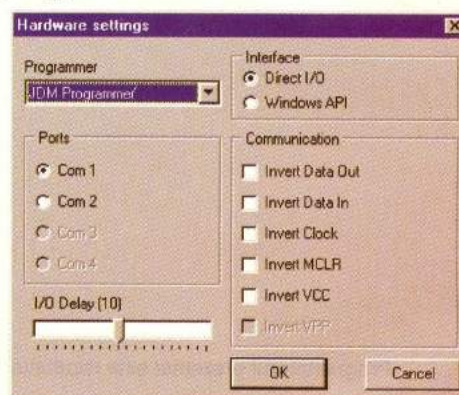 Hardware settings
Programmer
JDM Programmer
Ports
Com 1
Com 2
Com 3
Com 4
I/O Delay (10)
Interface
Direct I/O
Windows API
Communication
Invert Data Out
Invert Data In
Invert Clock
Invert MCLR
Invert VCC
Invert VPP
OK
Cancel